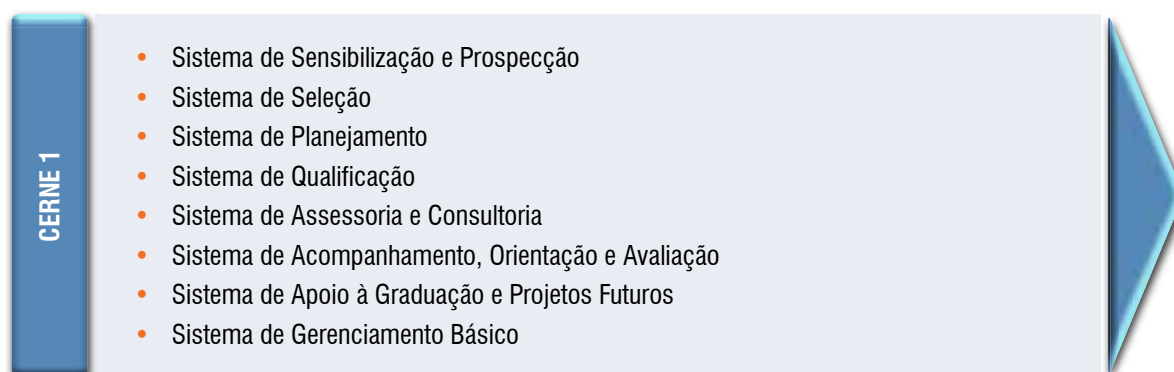 CERNE 1
• Sistema de Sensibilização e Prospecção
• Sistema de Seleção
• Sistema de Planejamento
• Sistema de Qualificação
• Sistema de Assessoria e Consultoria
• Sistema de Acompanhamento, Orientação e Avaliação
• Sistema de Apoio à Graduação e Projetos Futuros
• Sistema de Gerenciamento Básico